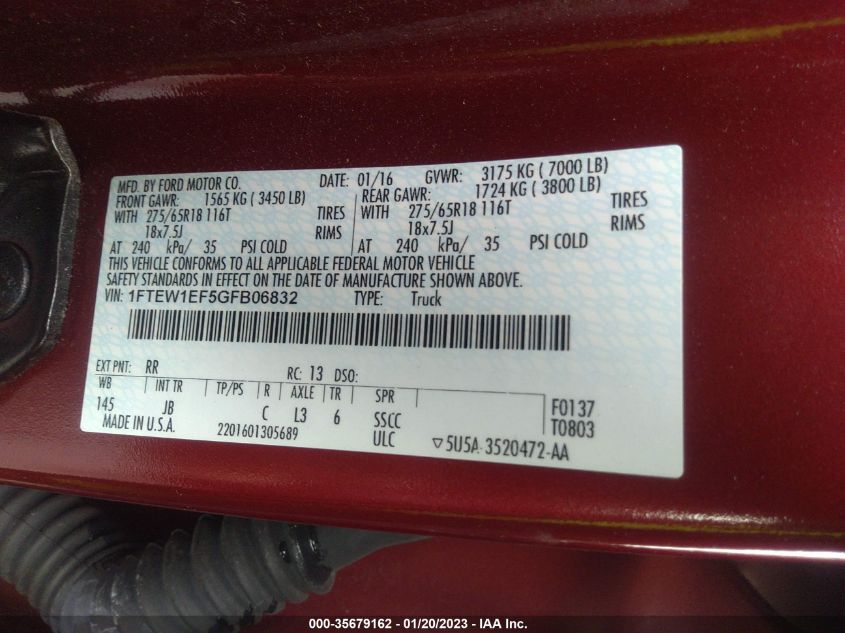 MFD. BY FORD MOTOR CO. DATE: 01/16 GVWR: 3175 KG ( 7000 LB)
FRONT GAWR: 1565 KG ( 3450 LB) REAR GAWR: 1724 KG ( 3800 LB)
WITH 275/65R18 116T TIRES WITH 275/65R18 116T TIRES
18x7.5J RIMS 18x7.5J RIMS
AT 240 kPa/ 35 PSI COLD AT 240 kPa/ 35 PSI COLD
THIS VEHICLE CONFORMS TO ALL APPLICABLE FEDERAL MOTOR VEHICLE
SAFETY STANDARDS IN EFFECT ON THE DATE OF MANUFACTURE SHOWN ABOVE.
VIN: 1FTEW1EF5GFB06832 TYPE: Truck
EXT PNT: RR RC: 13 DSO:
WB INT TR TP/PS R AXLE TR SPR
145 JB C L3 6 SSCC F0137
MADE IN U.S.A. 2201601305689 ULC T0803
▽5U5A 3520472-AA
000-35679162 - 01/20/2023 - IAA Inc.